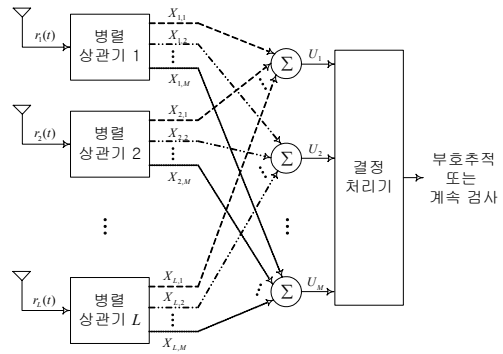 r₁(t)
병렬
상관기 1
X₁,₁
X₁,₂
X₁,M
Σ
U₁
r₂(t)
병렬
상관기 2
X₂,₁
X₂,₂
X₂,M
Σ
U₂
결정
처리기
부호추적
또는
계속 검사
r_L(t)
병렬
상관기 L
X_L,₁
X_L,₂
X_L,M
Σ
U_M